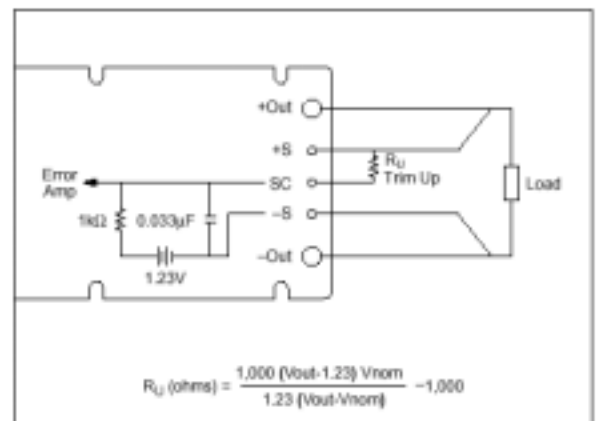 +Out
+S
RU
Trim Up
Error
Amp
SC
Load
1kΩ
0.033µF
–S
–Out
1.23V
RU (ohms) = 1,000 (Vout-1.23) Vnom / 1.23 (Vout-Vnom) –1,000